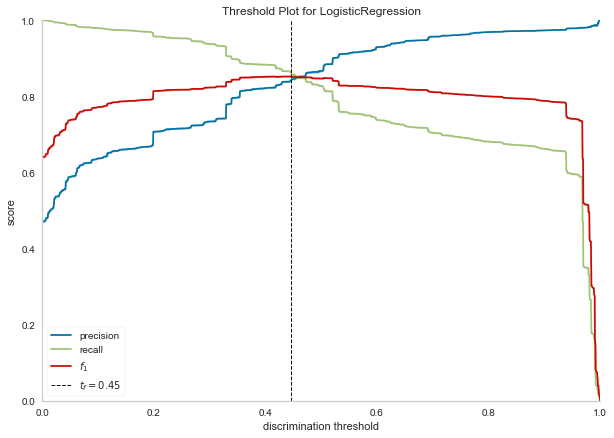 Threshold Plot for LogisticRegression
score
1.0
0.8
0.6
0.4
0.2
0.0
precision
recall
f₁
t_f = 0.45
0.0 0.2 0.4 0.6 0.8 1.0
discrimination threshold